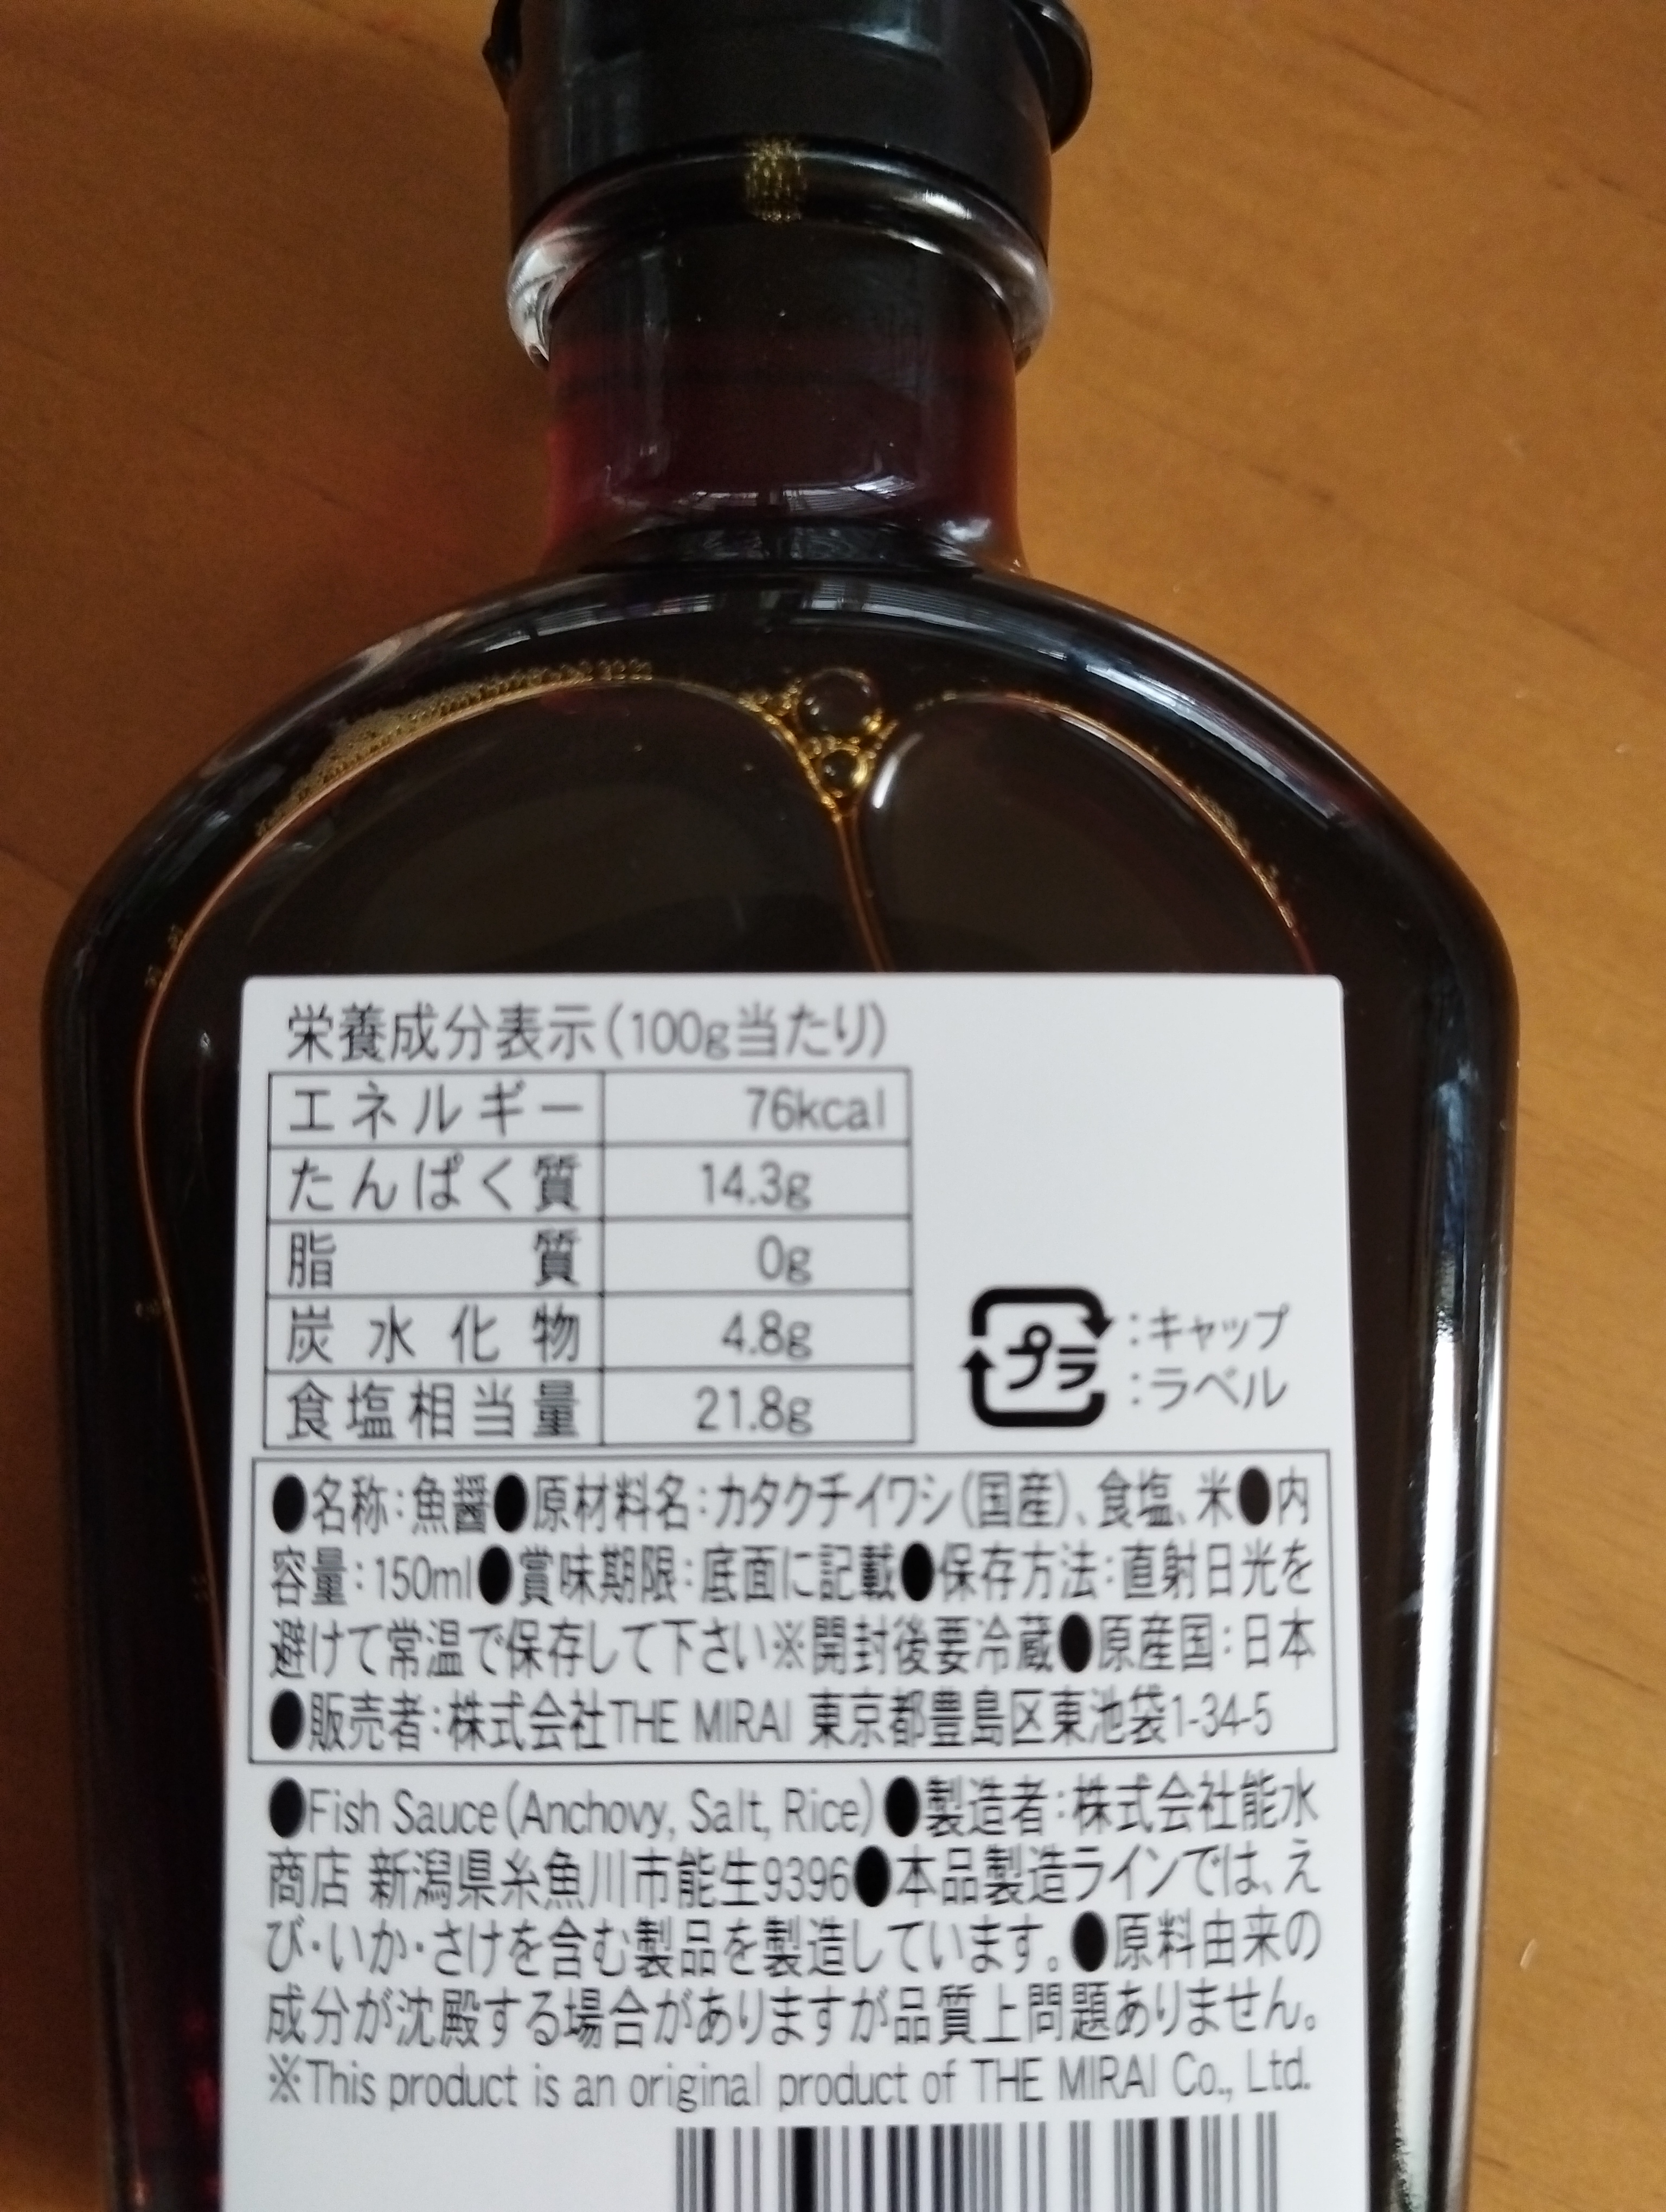 栄養成分表示(100g当たり)
エネルギー 76kcal
たんぱく質 14.3g
脂質 0g
炭水化物 4.8g
食塩相当量 21.8g
プラ
:キャップ
:ラベル
●名称:魚醤●原材料名:カタクチイワシ(国産)、食塩、米●内
容量:150ml●賞味期限:底面に記載●保存方法:直射日光を
避けて常温で保存して下さい※開封後要冷蔵●原産国:日本
●販売者:株式会社THE MIRAI 東京都豊島区東池袋1-34-5
●Fish Sauce(Anchovy, Salt, Rice)●製造者:株式会社能水
商店 新潟県糸魚川市能生9396●本品製造ラインでは、え
び・いか・さけを含む製品を製造しています。●原料由来の
成分が沈殿する場合がありますが品質上問題ありません。
※This product is an original product of THE MIRAI Co., Ltd.